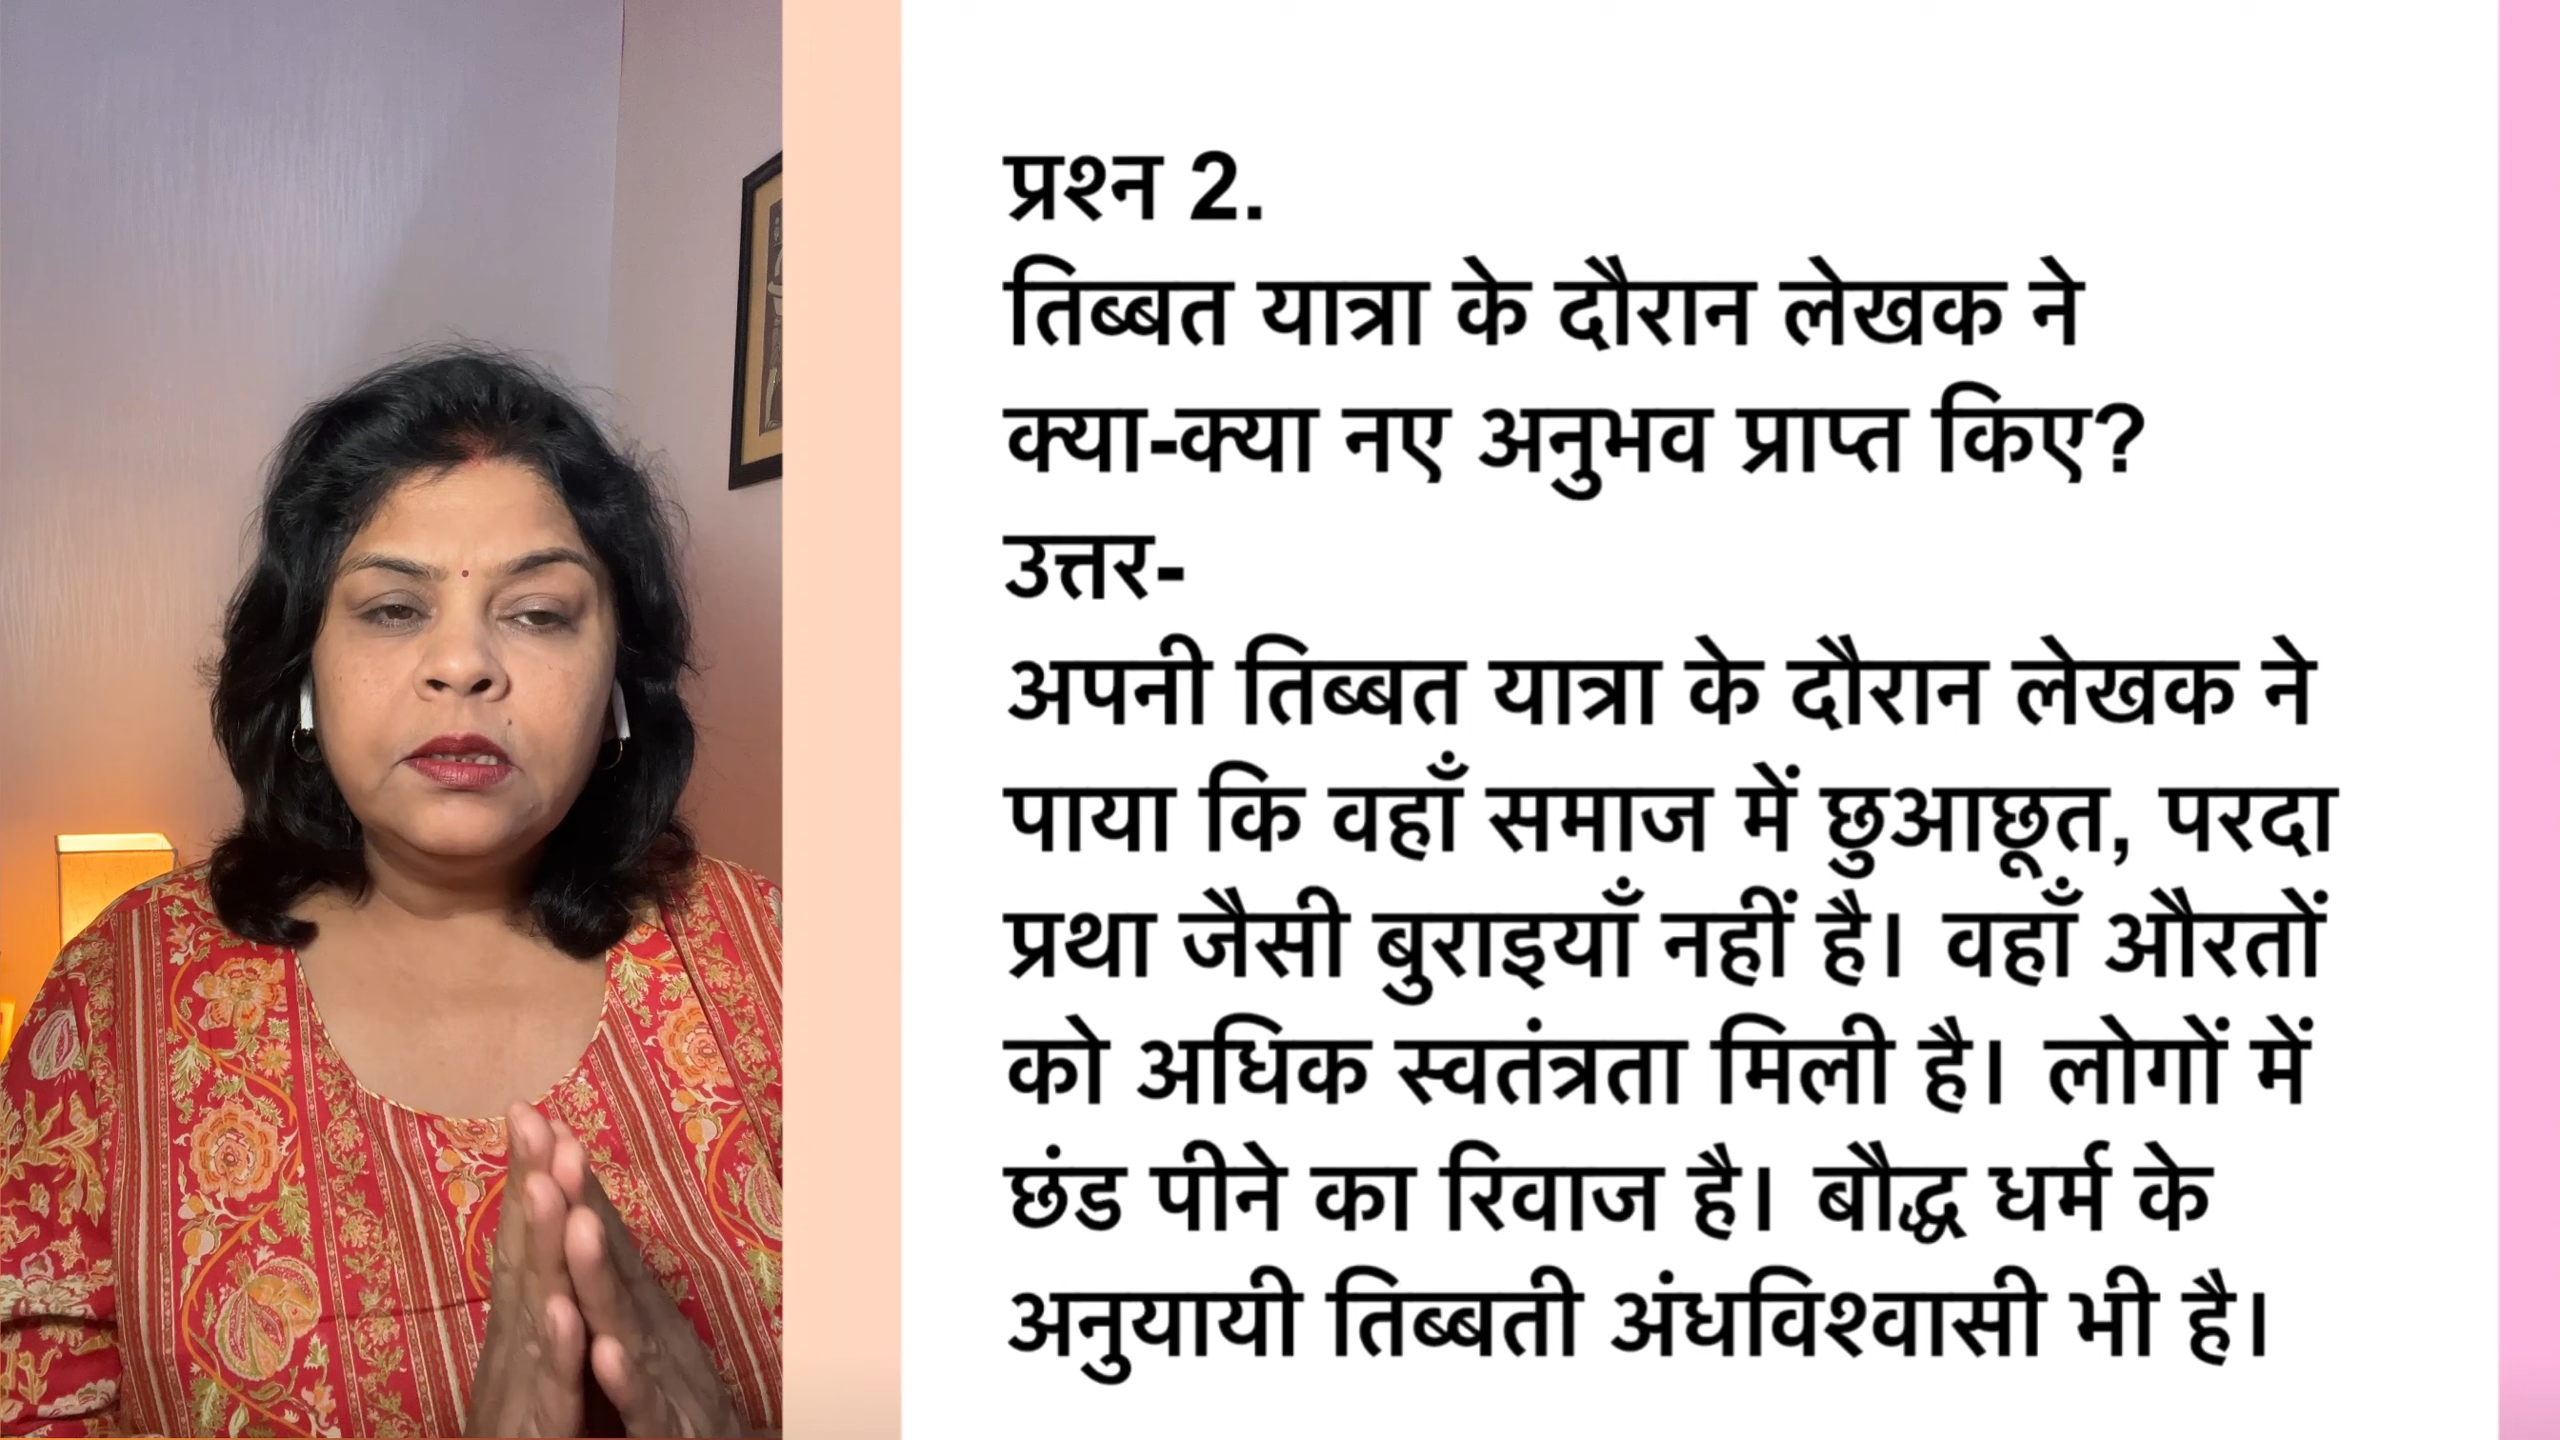 प्रश्न 2.
तिब्बत यात्रा के दौरान लेखक ने
क्या-क्या नए अनुभव प्राप्त किए?
उत्तर-
अपनी तिब्बत यात्रा के दौरान लेखक ने
पाया कि वहाँ समाज में छुआछूत, परदा
प्रथा जैसी बुराइयाँ नहीं है। वहाँ औरतों
को अधिक स्वतंत्रता मिली है। लोगों में
छंड पीने का रिवाज है। बौद्ध धर्म के
अनुयायी तिब्बती अंधविश्वासी भी है।